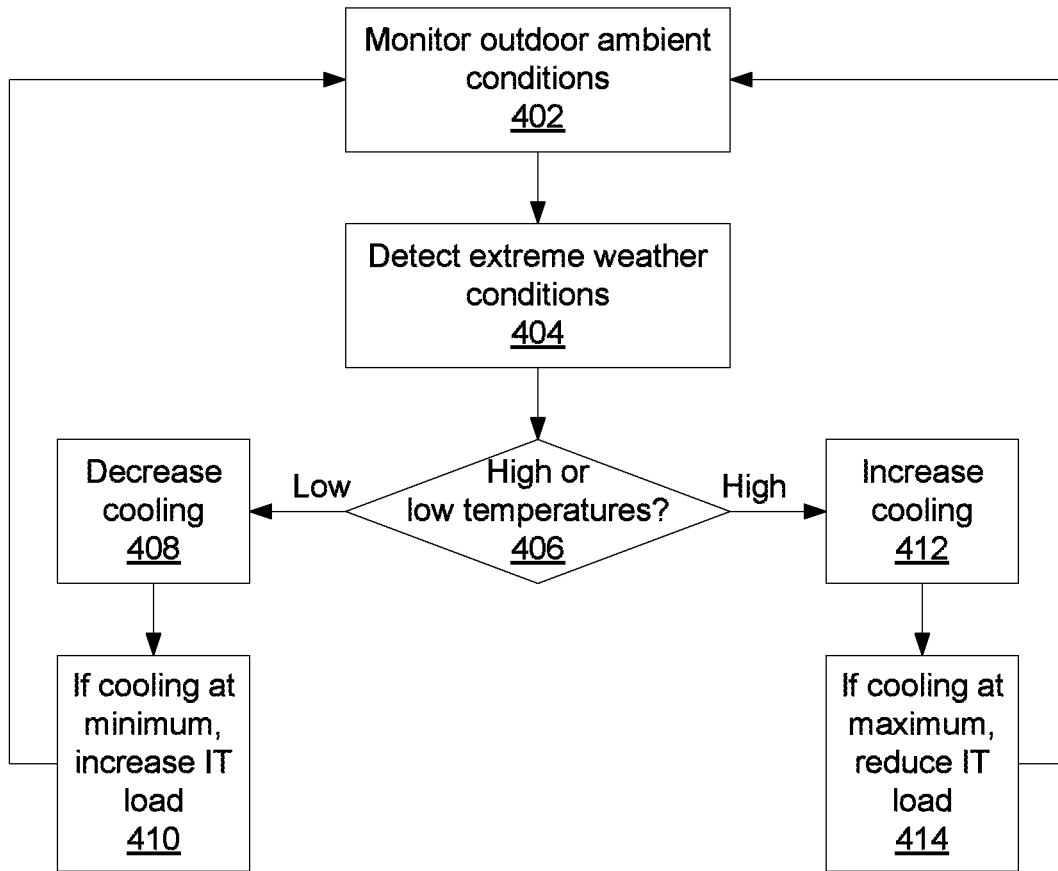 Monitor outdoor ambient
conditions
402
Detect extreme weather
conditions
404
High or
low temperatures?
406
Low
High
Decrease
cooling
408
Increase
cooling
412
If cooling at
minimum,
increase IT
load
410
If cooling at
maximum,
reduce IT
load
414